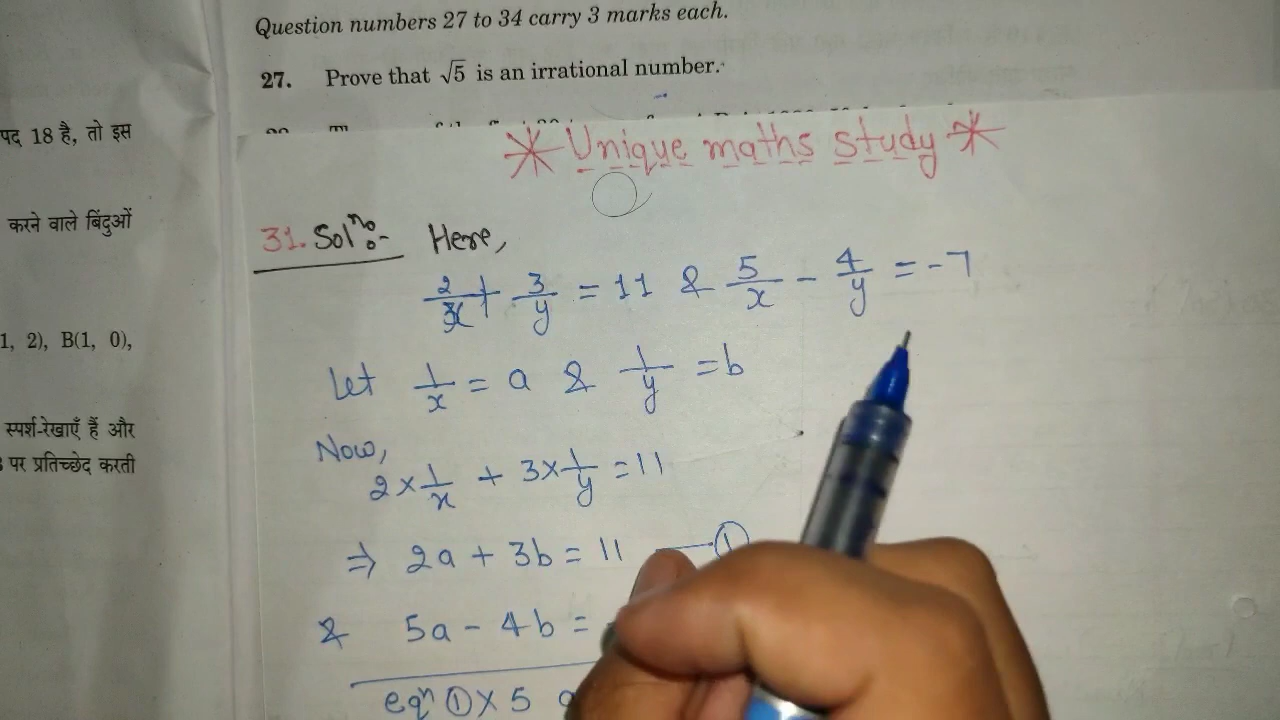 Question numbers 27 to 34 carry 3 marks each.
27. Prove that √5 is an irrational number.
पद 18 है, तो इस
करने वाले बिंदुओं
1, 2), B(1, 0),
स्पर्श-रेखाएँ हैं और
पर प्रतिच्छेद करती
* Unique maths study *
31. Solⁿ:- Here,
2/x + 3/y = 11 & 5/x - 4/y = -7
Let 1/x = a & 1/y = b
Now,
2 × 1/x + 3 × 1/y = 11
⇒ 2a + 3b = 11 — ①
& 5a - 4b =
eqⁿ ① × 5